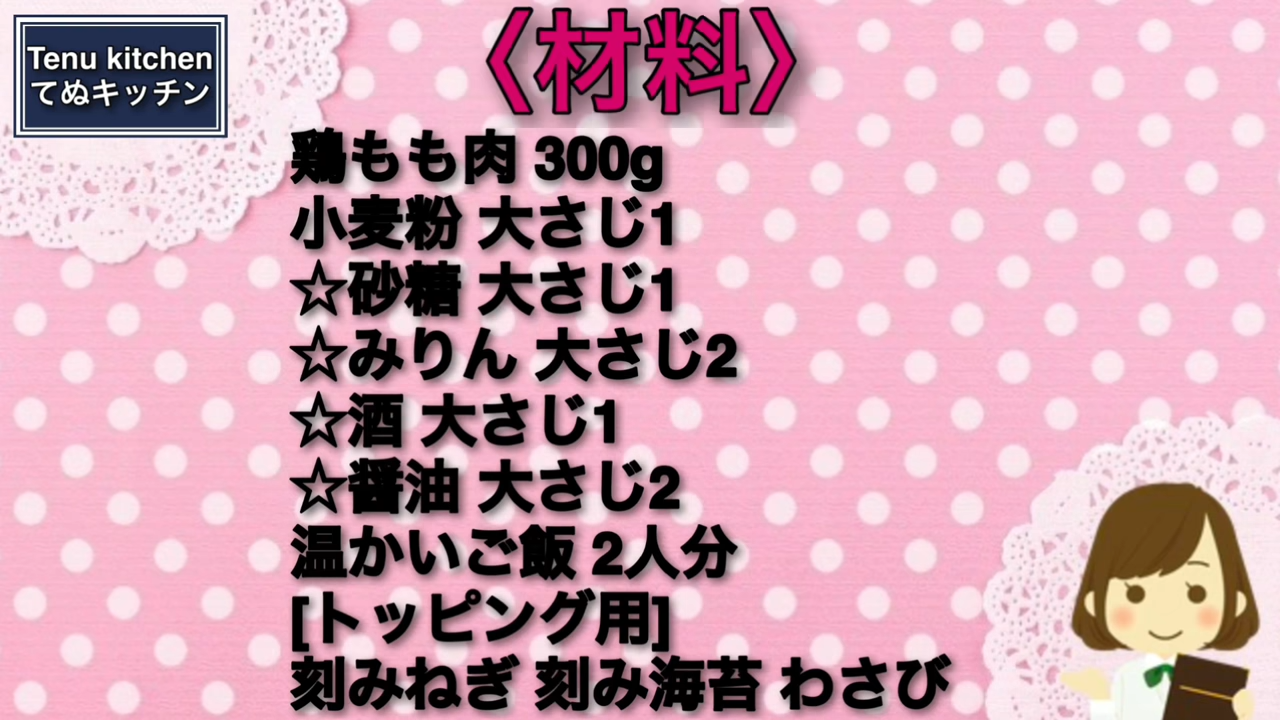 Tenu kitchen
てぬキッチン
〈材料〉
鶏もも肉 300g
小麦粉 大さじ1
☆砂糖 大さじ1
☆みりん 大さじ2
☆酒 大さじ1
☆醤油 大さじ2
温かいご飯 2人分
[トッピング用]
刻みねぎ 刻み海苔 わさび